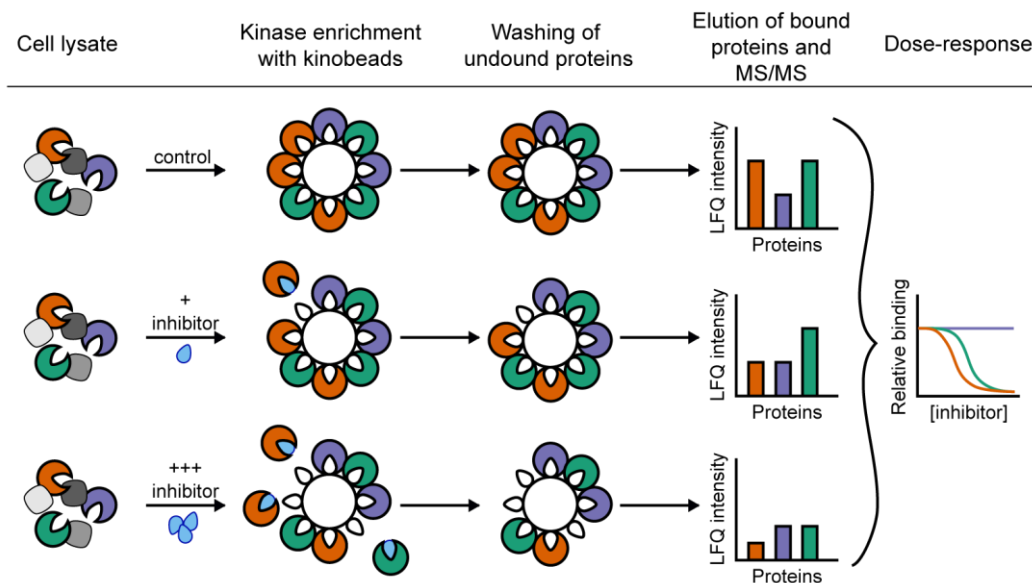 Cell lysate
Kinase enrichment
with kinobeads
Washing of
undound proteins
Elution of bound
proteins and
MS/MS
Dose-response
control
LFQ intensity
Proteins
+
inhibitor
LFQ intensity
Proteins
Relative binding
[inhibitor]
+++
inhibitor
LFQ intensity
Proteins